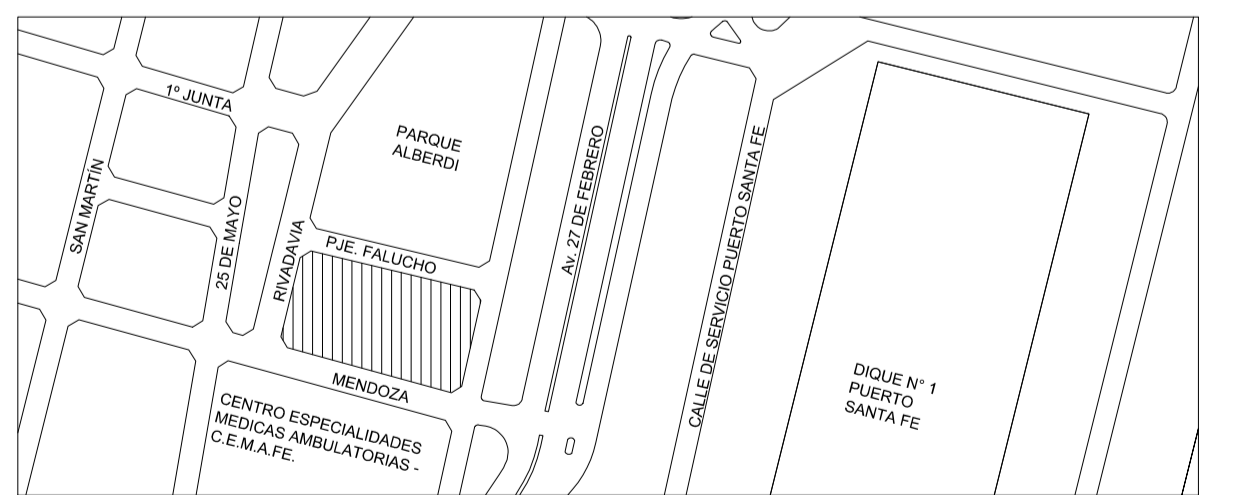 1º JUNTA
PARQUE
ALBERDI
SAN MARTÍN
25 DE MAYO
RIVADAVIA
PJE. FALUCHO
Av. 27 DE FEBRERO
CALLE DE SERVICIO PUERTO SANTA FE
MENDOZA
CENTRO ESPECIALIDADES
MEDICAS AMBULATORIAS -
C.E.M.A.FE.
DIQUE N° 1
PUERTO
SANTA FE